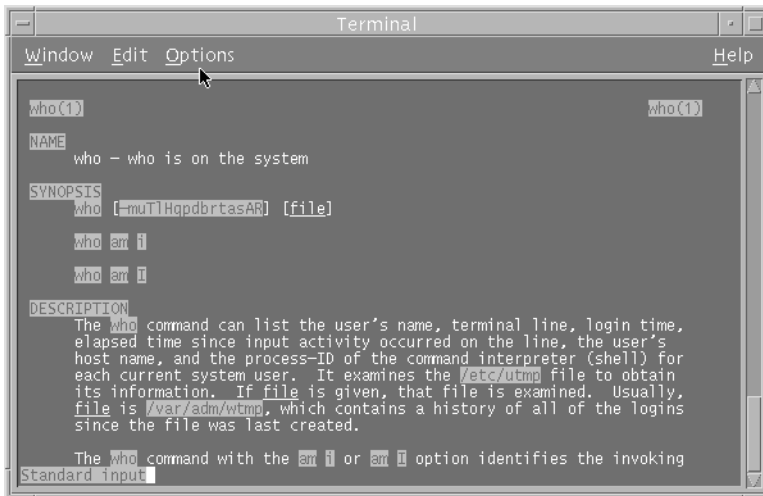 Terminal
Window Edit Options Help
who(1) who(1)
NAME
who — who is on the system
SYNOPSIS
who [—muTlHqpdbrtasAR] [file]
who am i
who am I
DESCRIPTION
The who command can list the user's name, terminal line, login time,
elapsed time since input activity occurred on the line, the user's
host name, and the process—ID of the command interpreter (shell) for
each current system user. It examines the /etc/utmp file to obtain
its information. If file is given, that file is examined. Usually,
file is /var/adm/wtmp, which contains a history of all of the logins
since the file was last created.
The who command with the am i or am I option identifies the invoking
Standard input